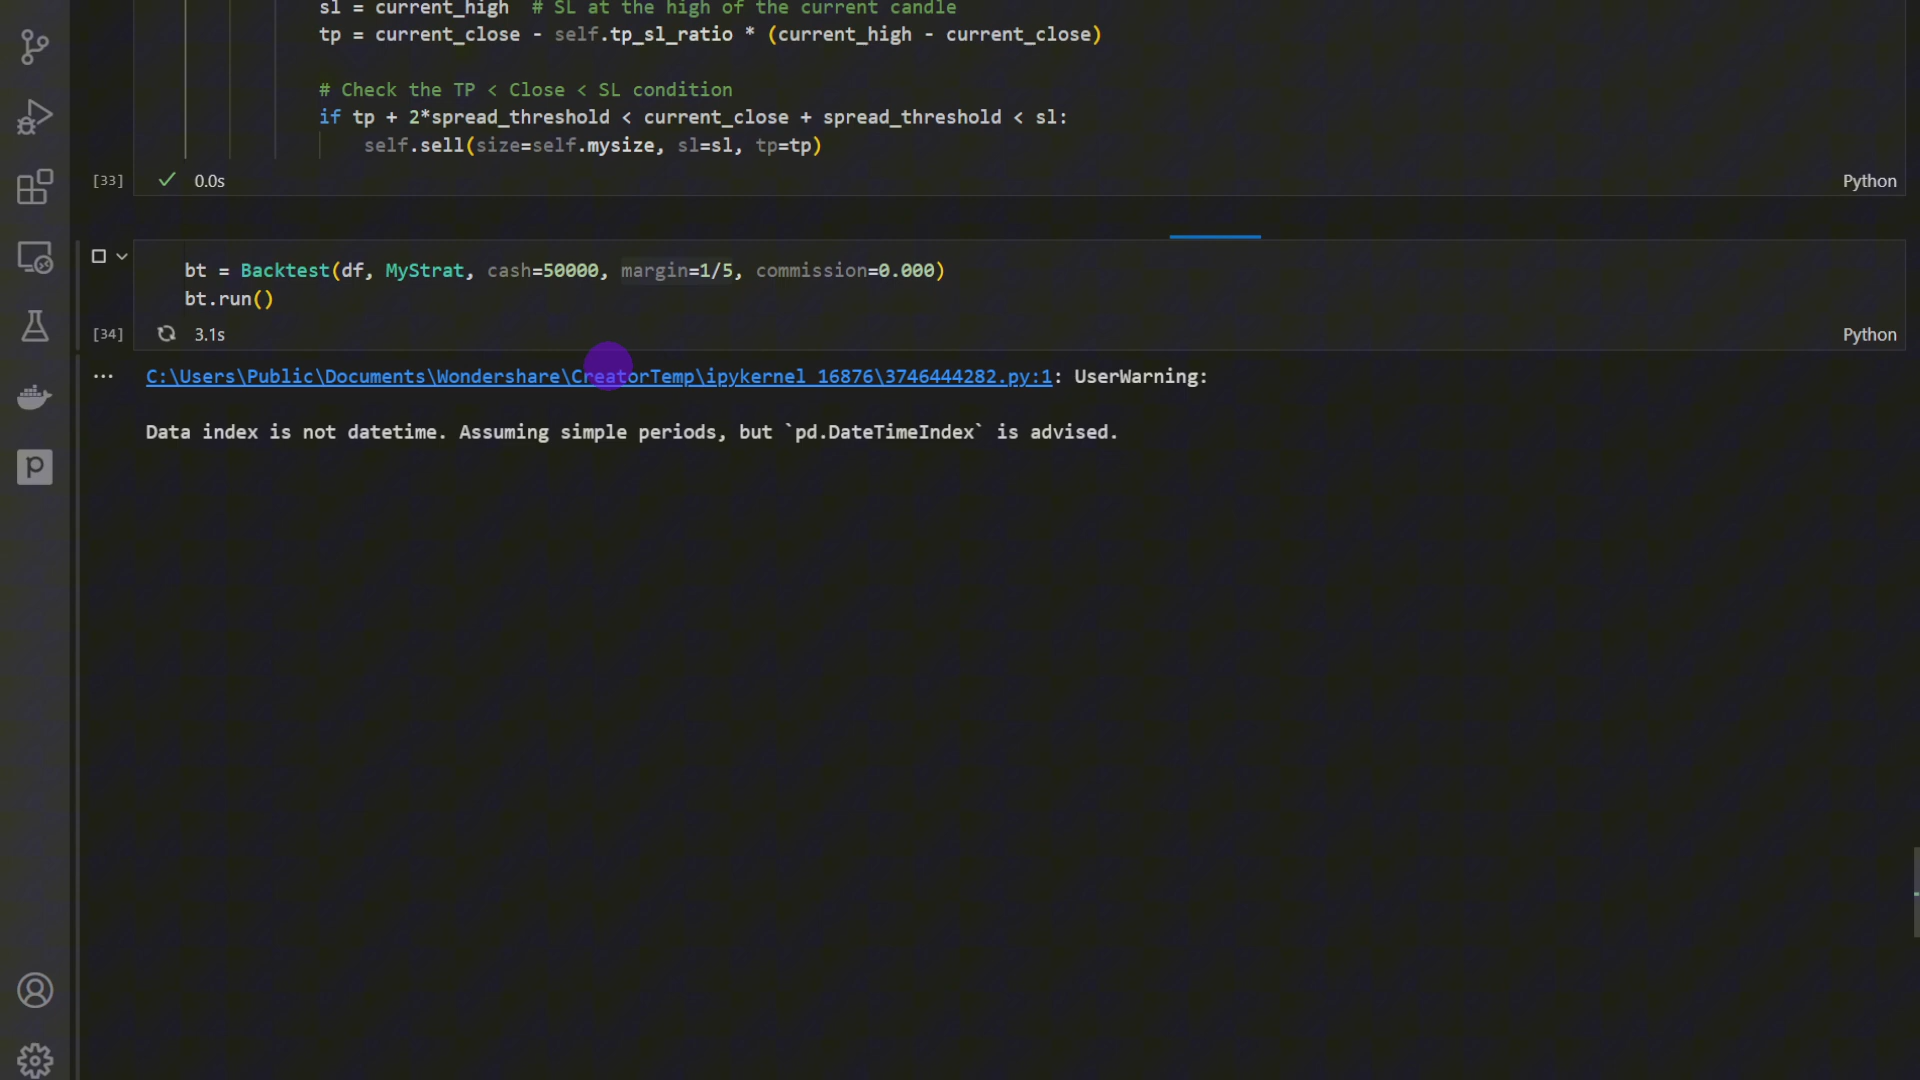 sl = current_high  # SL at the high of the current candle
tp = current_close - self.tp_sl_ratio * (current_high - current_close)
# Check the TP < Close < SL condition
if tp + 2*spread_threshold < current_close + spread_threshold < sl:
self.sell(size=self.mysize, sl=sl, tp=tp)
[33] 0.0s Python
bt = Backtest(df, MyStrat, cash=50000, margin=1/5, commission=0.000)
bt.run()
[34] 3.1s Python
... C:\Users\Public\Documents\Wondershare\CreatorTemp\ipykernel_16876\3746444282.py:1: UserWarning:
Data index is not datetime. Assuming simple periods, but `pd.DateTimeIndex` is advised.